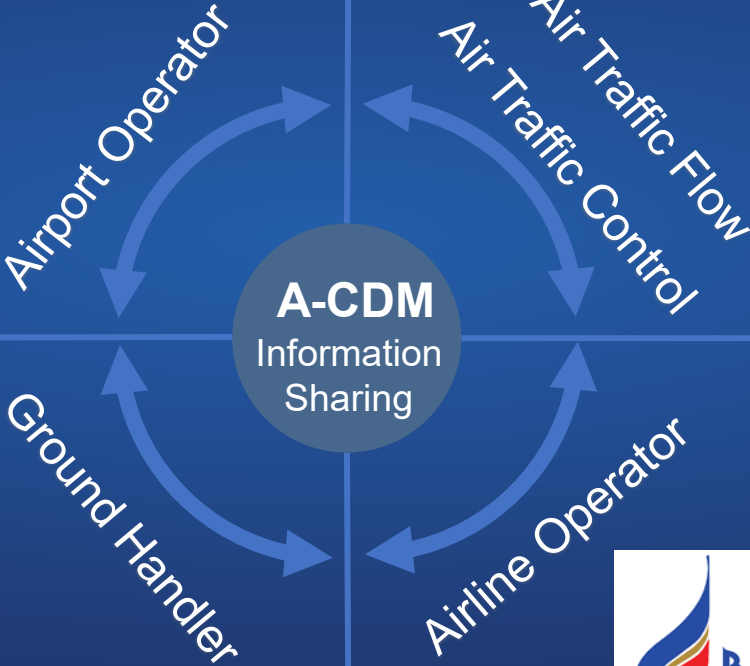 Airport Operator
Air Traffic Flow
Air Traffic Control
A-CDM
Information
Sharing
Ground Handler
Airline Operator